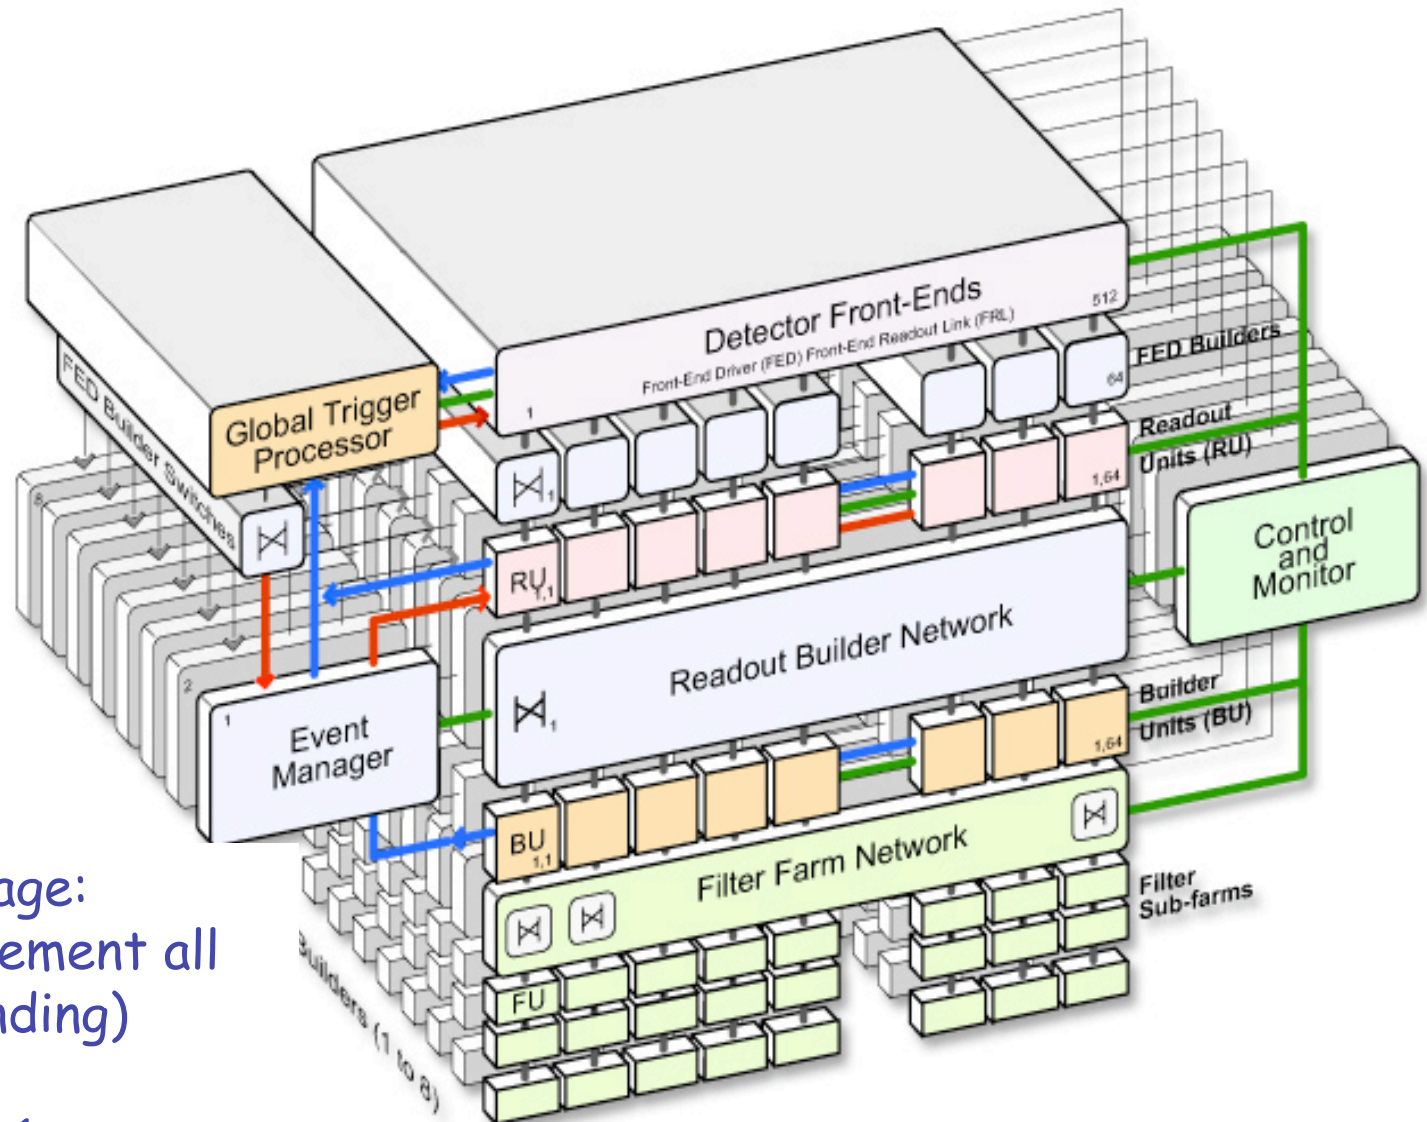 Detector Front-Ends
Front-End Driver (FED) Front-End Readout Link (FRL)
1
512
FED Builders
64
Global Trigger
Processor
FED Builder Switches
1
Readout
Units (RU)
1,64
8
RU
1,1
Control
and
Monitor
Readout Builder Network
1
2
1
Event
Manager
Builder
Units (BU)
1,64
BU
1,1
Filter Farm Network
Filter
Sub-farms
FU
Builders (1 to 8)
age:
ement all
nding)